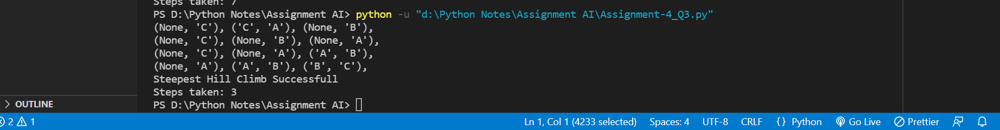 Steps taken: 7
PS D:\Python Notes\Assignment AI> python -u "d:\Python Notes\Assignment AI\Assignment-4_Q3.py"
(None, 'C'), ('C', 'A'), (None, 'B'),
(None, 'C'), (None, 'B'), (None, 'A'),
(None, 'C'), (None, 'A'), ('A', 'B'),
(None, 'A'), ('A', 'B'), ('B', 'C'),
Steepest Hill Climb Successfull
Steps taken: 3
PS D:\Python Notes\Assignment AI>
> OUTLINE
2 1 Ln 1, Col 1 (4233 selected) Spaces: 4 UTF-8 CRLF {} Python Go Live Prettier